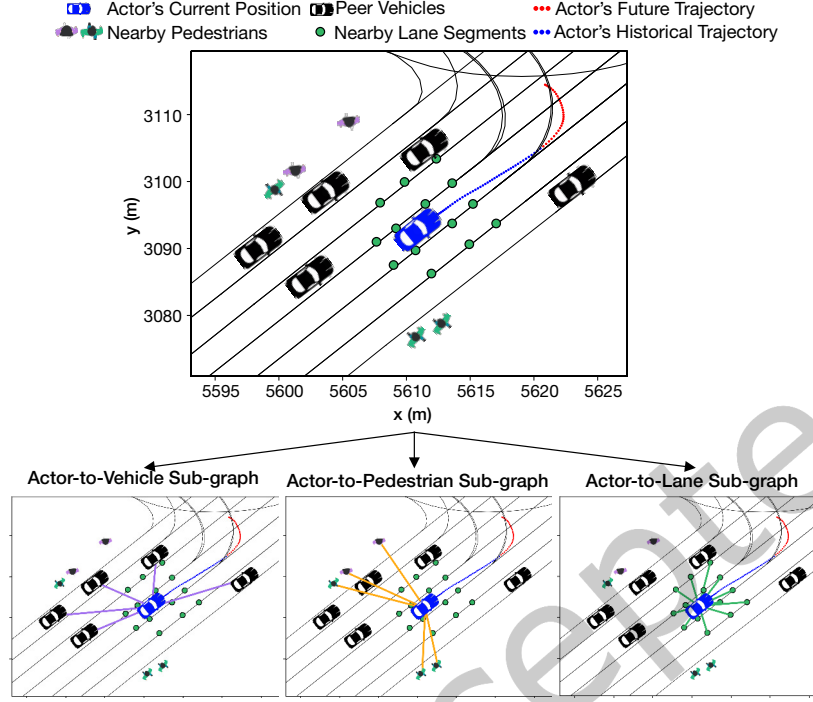 Actor's Current Position Peer Vehicles Actor's Future Trajectory
Nearby Pedestrians Nearby Lane Segments Actor's Historical Trajectory
y (m)
3110
3100
3090
3080
5595 5600 5605 5610 5612 5617 5620 5625
x (m)
Actor-to-Vehicle Sub-graph Actor-to-Pedestrian Sub-graph Actor-to-Lane Sub-graph